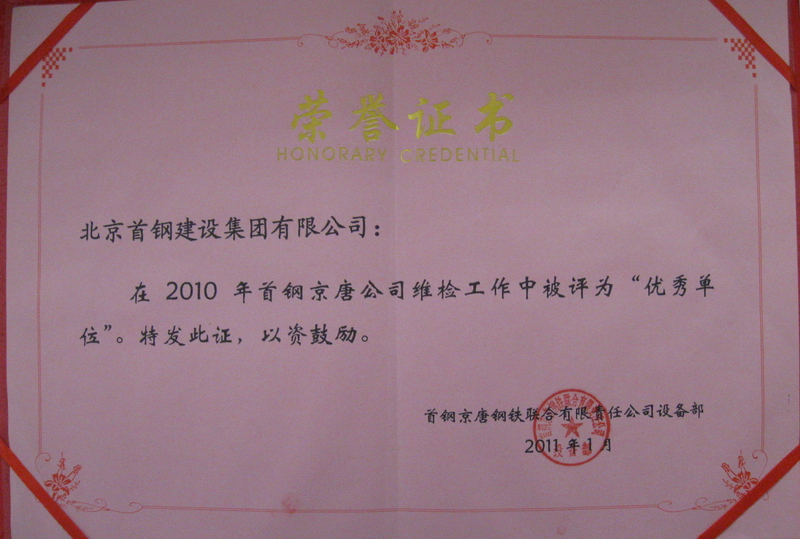 荣誉证书
HONORARY CREDENTIAL
北京首钢建设集团有限公司：
在 2010 年首钢京唐公司维检工作中被评为“优秀单
位”。特发此证，以资鼓励。
首钢京唐钢铁联合有限责任公司设备部
2011 年 1 月
设备部